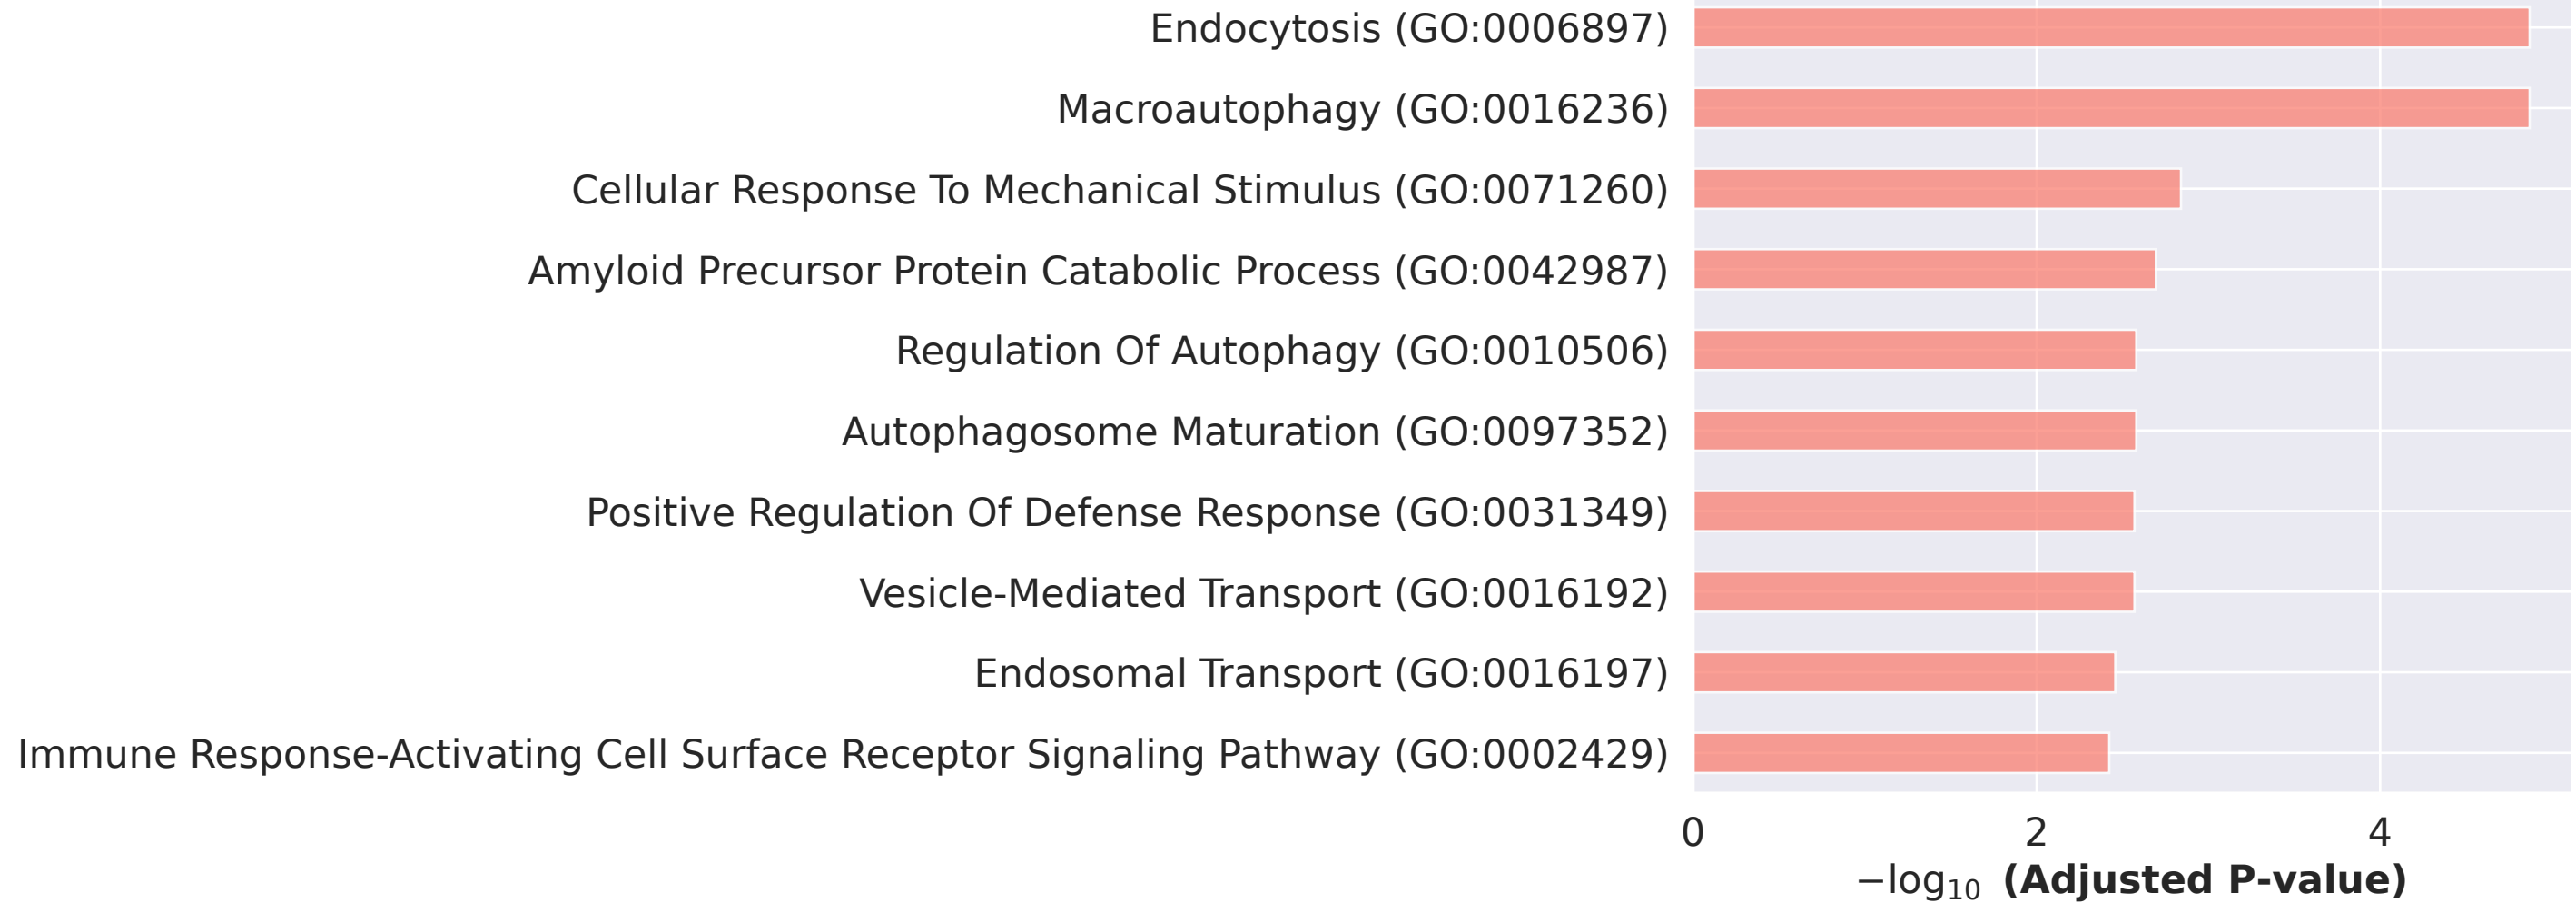 Endocytosis (GO:0006897)
Macroautophagy (GO:0016236)
Cellular Response To Mechanical Stimulus (GO:0071260)
Amyloid Precursor Protein Catabolic Process (GO:0042987)
Regulation Of Autophagy (GO:0010506)
Autophagosome Maturation (GO:0097352)
Positive Regulation Of Defense Response (GO:0031349)
Vesicle-Mediated Transport (GO:0016192)
Endosomal Transport (GO:0016197)
Immune Response-Activating Cell Surface Receptor Signaling Pathway (GO:0002429)
0 2 4
−log₁₀ (Adjusted P-value)